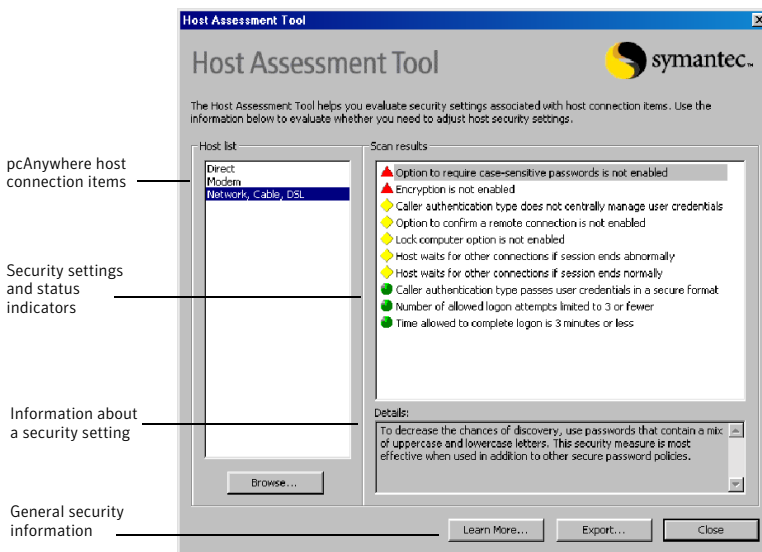 Host Assessment Tool
Host Assessment Tool
symantec™
The Host Assessment Tool helps you evaluate security settings associated with host connection items. Use the
information below to evaluate whether you need to adjust host security settings.
Host list
Direct
Modem
Network, Cable, DSL
Browse...
Scan results
Option to require case-sensitive passwords is not enabled
Encryption is not enabled
Caller authentication type does not centrally manage user credentials
Option to confirm a remote connection is not enabled
Lock computer option is not enabled
Host waits for other connections if session ends abnormally
Host waits for other connections if session ends normally
Caller authentication type passes user credentials in a secure format
Number of allowed logon attempts limited to 3 or fewer
Time allowed to complete logon is 3 minutes or less
Details:
To decrease the chances of discovery, use passwords that contain a mix
of uppercase and lowercase letters. This security measure is most
effective when used in addition to other secure password policies.
Learn More...
Export...
Close
pcAnywhere host
connection items
Security settings
and status
indicators
Information about
a security setting
General security
information